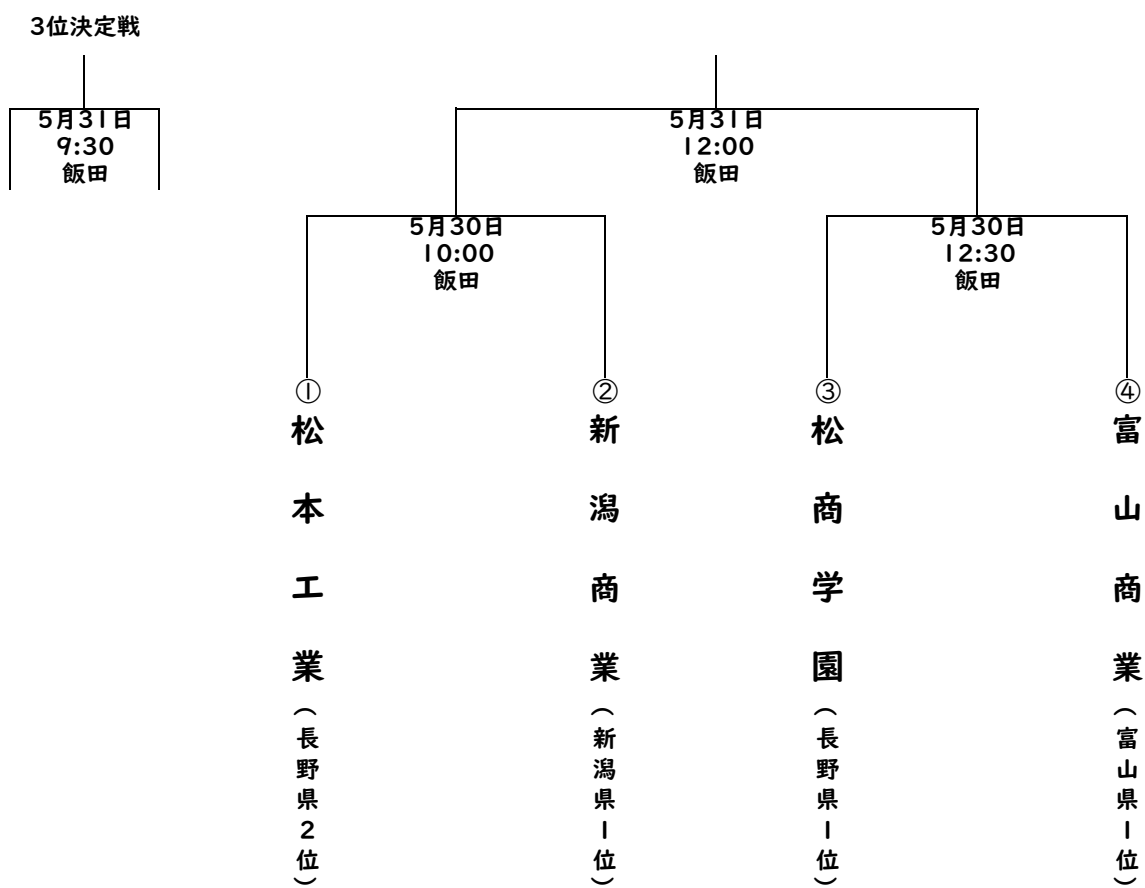 3位決定戦
5月31日
9:30
飯田
5月31日
12:00
飯田
5月30日
10:00
飯田
5月30日
12:30
飯田
①
松本工業(長野県2位)
②
新潟商業(新潟県1位)
③
松商学園(長野県1位)
④
富山商業(富山県1位)